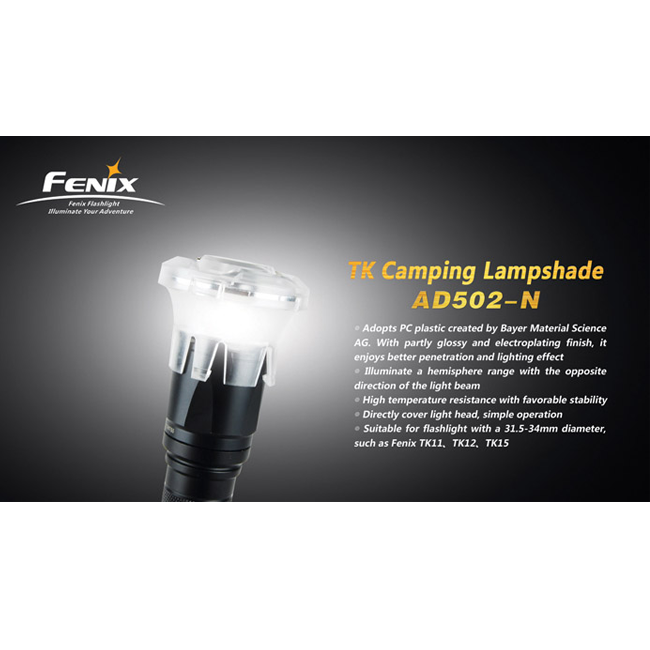 FENIX
Fenix Flashlight
Illuminate Your Adventure
TK Camping Lampshade
AD502-N
Adopts PC plastic created by Bayer Material Science
AG. With partly glossy and electroplating finish, it
enjoys better penetration and lighting effect
Illuminate a hemisphere range with the opposite
direction of the light beam
High temperature resistance with favorable stability
Directly cover light head, simple operation
Suitable for flashlight with a 31.5-34mm diameter,
such as Fenix TK11、TK12、TK15